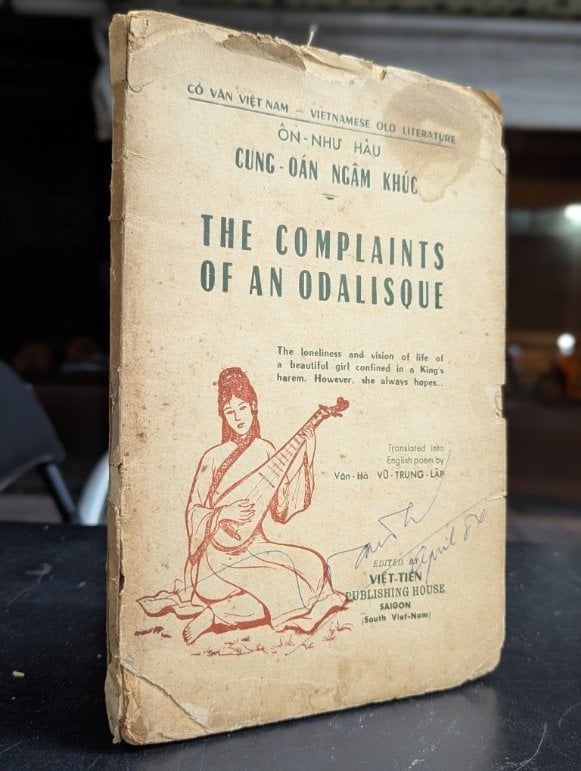 CỔ VĂN VIỆT NAM — VIETNAMESE OLD LITERATURE
ÔN-NHƯ HẦU
CUNG-OÁN NGÂM KHÚC
THE COMPLAINTS
OF AN ODALISQUE
The loneliness and vision of life of
a beautiful girl confined in a King's
harem. However, she always hopes...
Translated into
English poem by
Vân-Hà VŨ-TRUNG-LẬP
April
EDITED BY
VIỆT-TIẾN
PUBLISHING HOUSE
SAIGON
(South Viet-Nam)